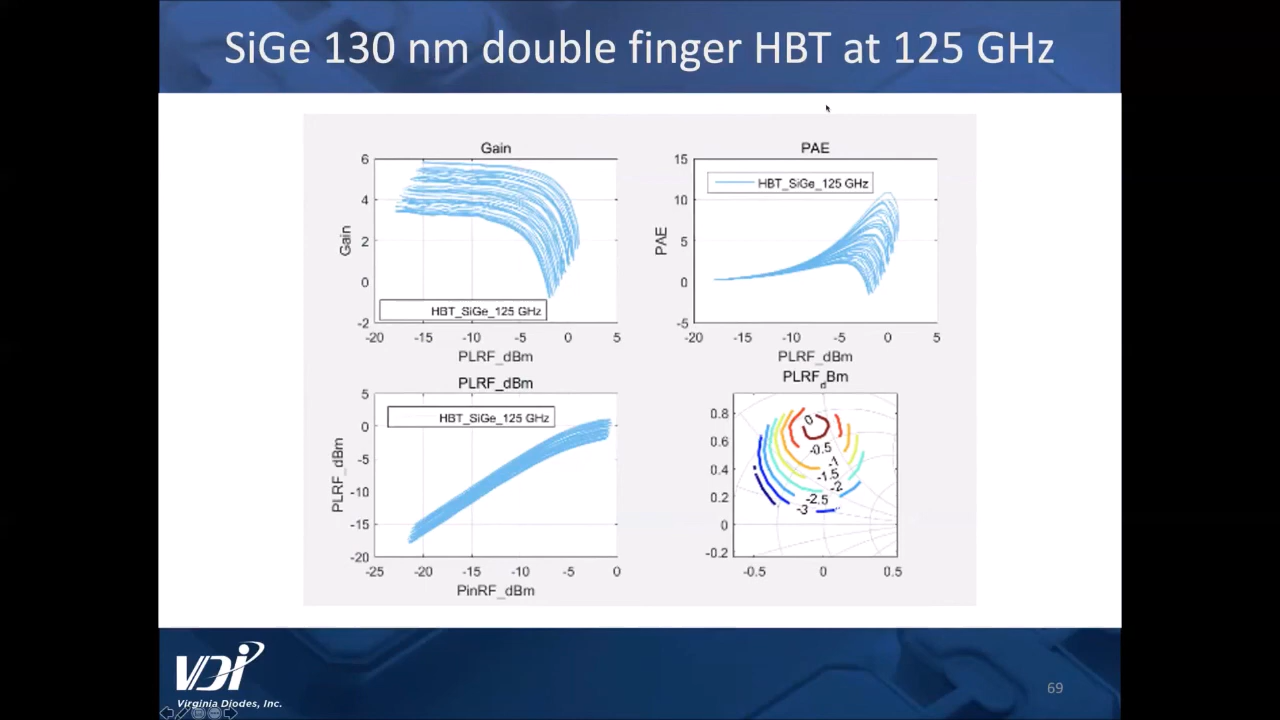 SiGe 130 nm double finger HBT at 125 GHz
Gain
6
4
2
0
-2
Gain
HBT_SiGe_125 GHz
-20 -15 -10 -5 0 5
PLRF_dBm
PAE
15
10
5
0
-5
PAE
HBT_SiGe_125 GHz
-20 -15 -10 -5 0 5
PLRF_dBm
PLRF_dBm
5
0
-5
-10
-15
-20
PLRF_dBm
HBT_SiGe_125 GHz
-25 -20 -15 -10 -5 0
PinRF_dBm
PLRF_dBm
0.8
0.6
0.4
0.2
0
-0.2
0
-0.5
-1
-1.5
-2
-2.5
-3
-0.5 0 0.5
VDI
Virginia Diodes, Inc.
69